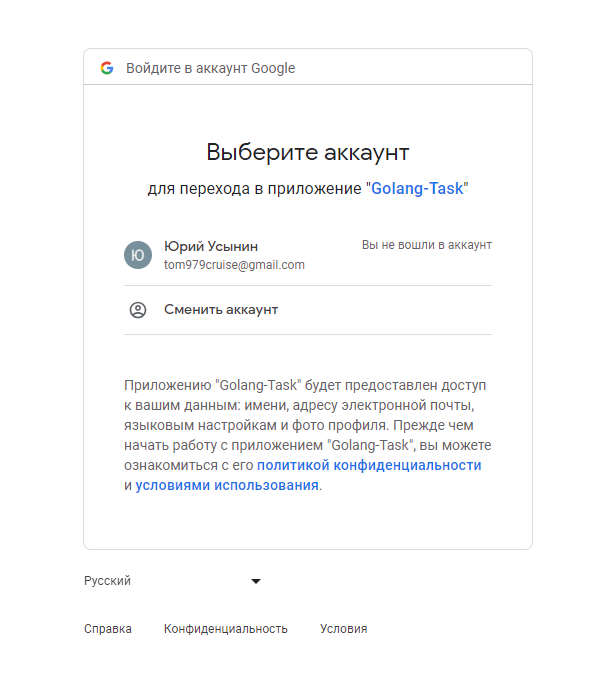 Войдите в аккаунт Google
Выберите аккаунт
для перехода в приложение "Golang-Task"
Ю
Юрий Усынин
Вы не вошли в аккаунт
tom979cruise@gmail.com
Сменить аккаунт
Приложению "Golang-Task" будет предоставлен доступ
к вашим данным: имени, адресу электронной почты,
языковым настройкам и фото профиля. Прежде чем
начать работу с приложением "Golang-Task", вы можете
ознакомиться с его политикой конфиденциальности
и условиями использования.
Русский
Справка
Конфиденциальность
Условия